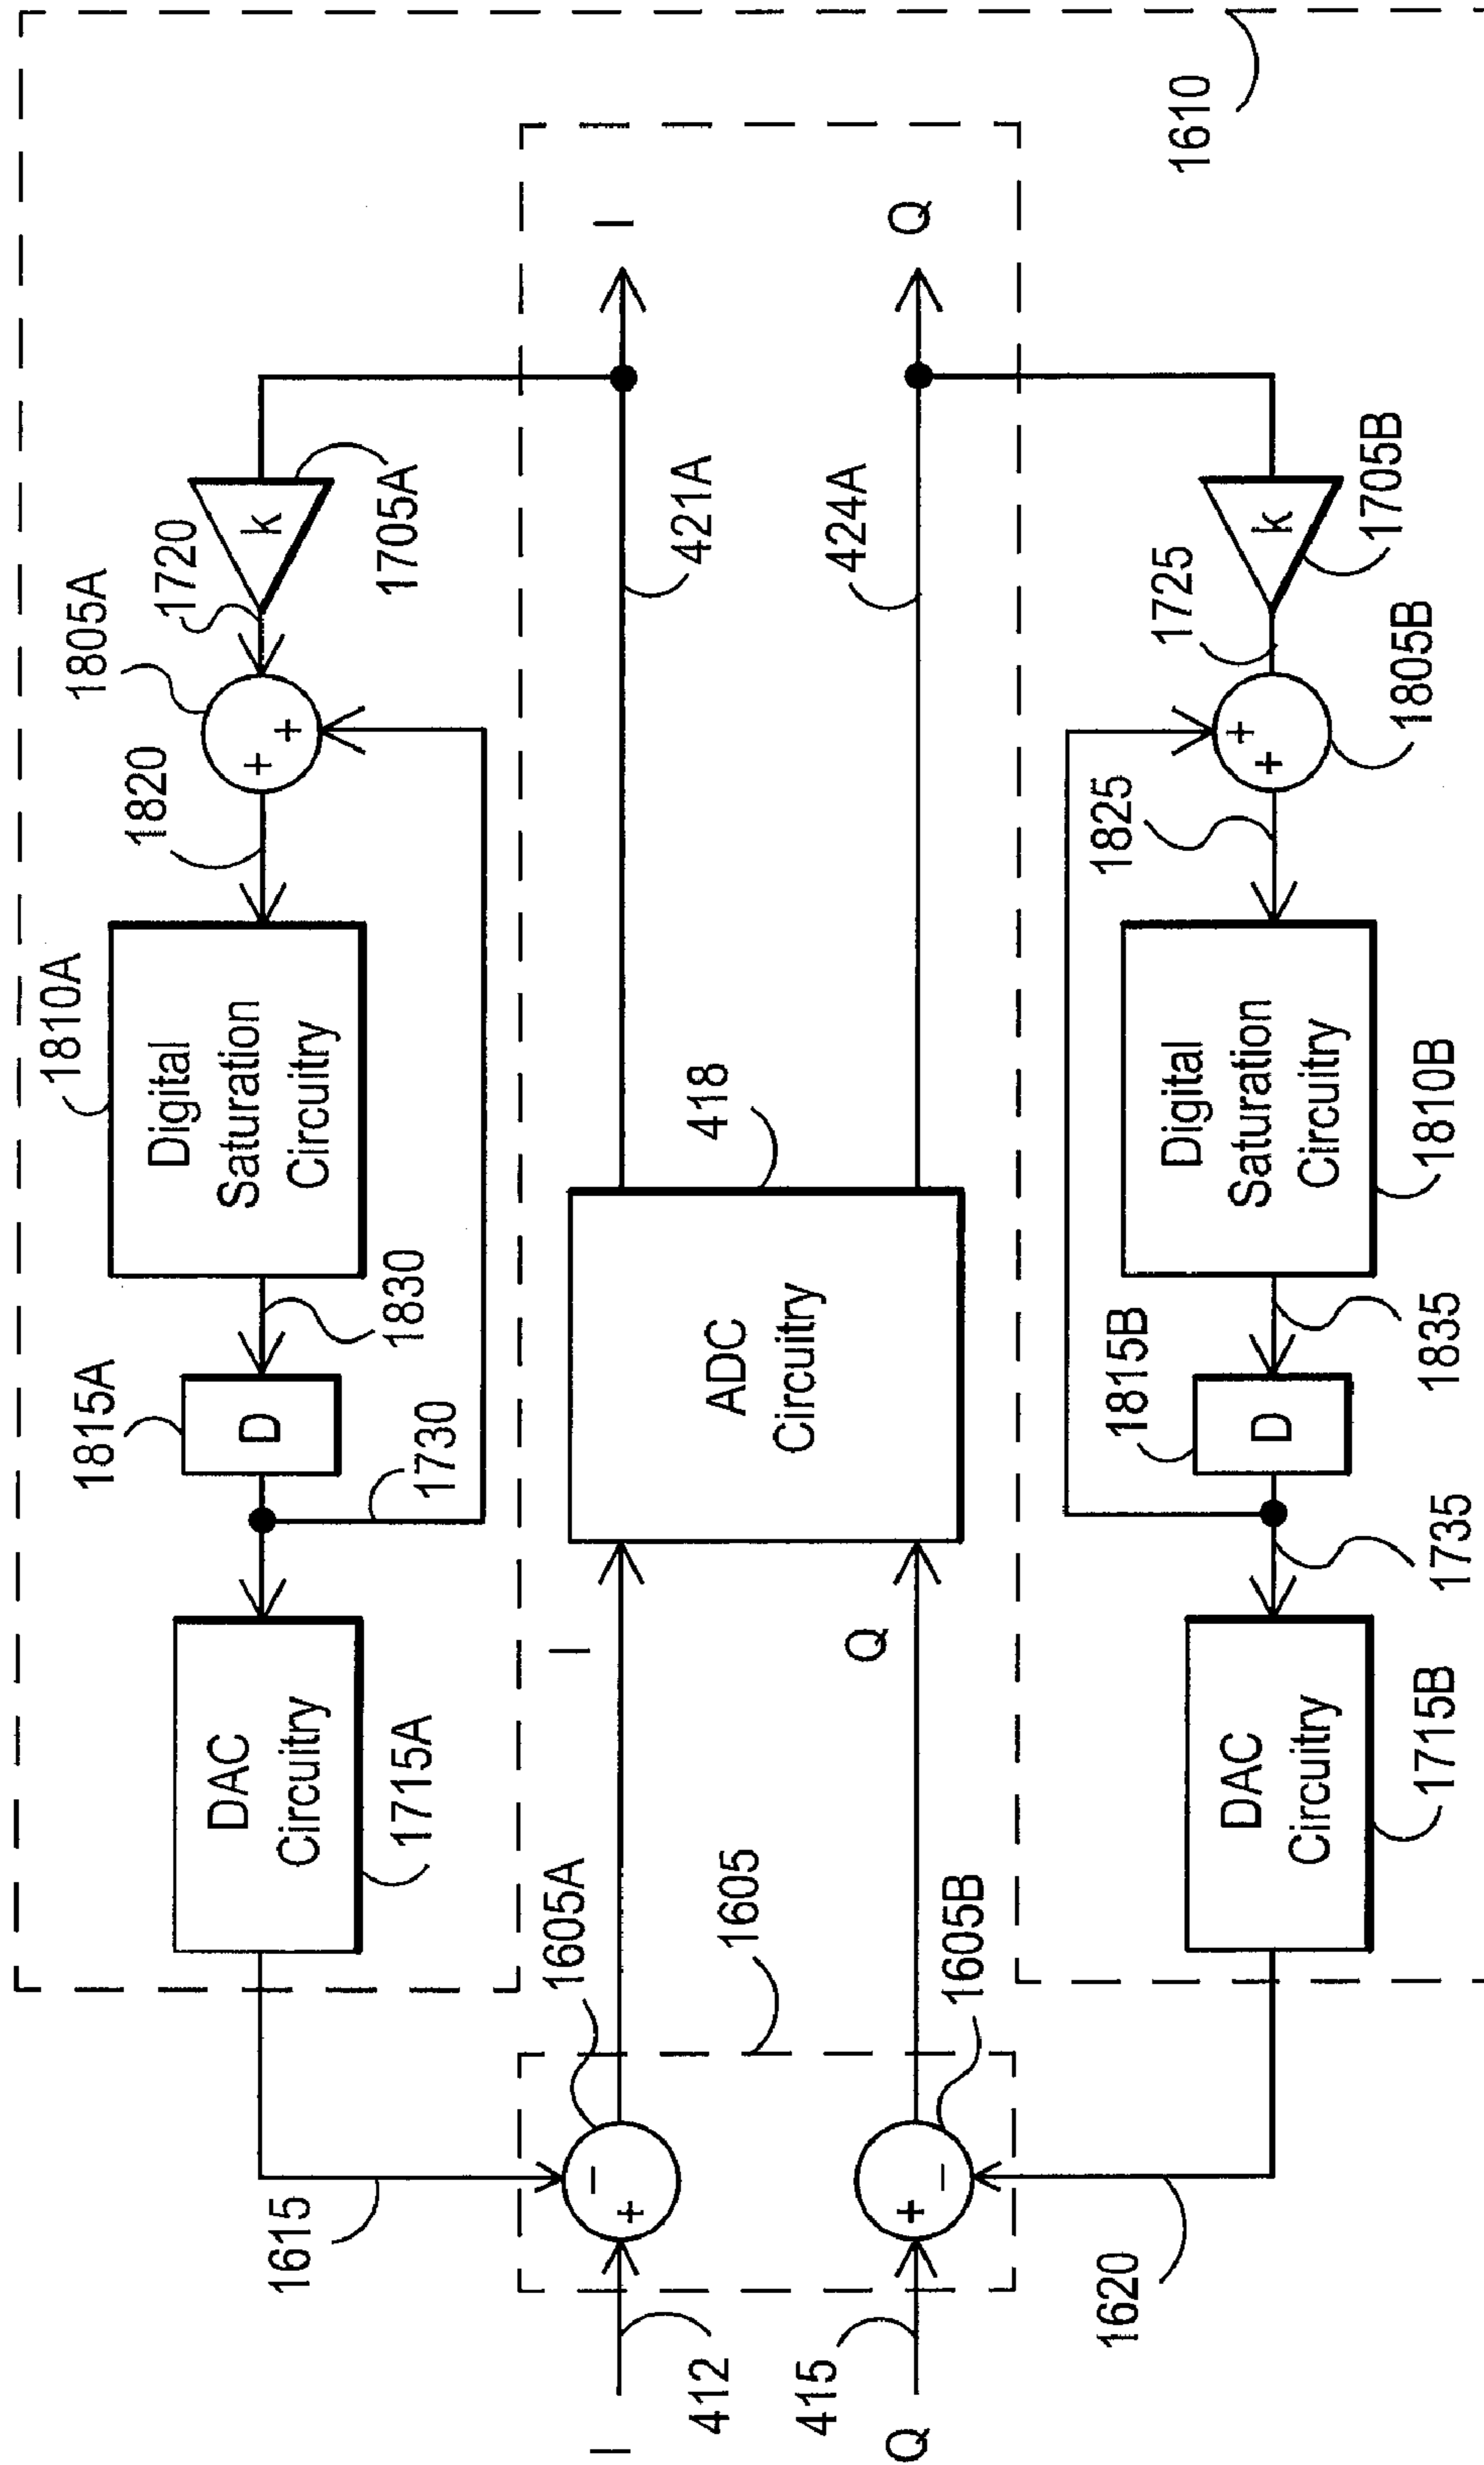 1815A
1810A
1820
1805A
1720
1615
DAC
Circuitry
D
Digital
Saturation
Circuitry
+
+
k
1715A
1730
1830
1705A
1605A
I
412
−
+
I
418
421A
I
1605
ADC
Circuitry
415
Q
+
−
Q
424A
Q
1605B
1620
1815B
1825
1725
1610
DAC
Circuitry
D
Digital
Saturation
Circuitry
+
+
k
1715B
1735
1835
1810B
1805B
1705B